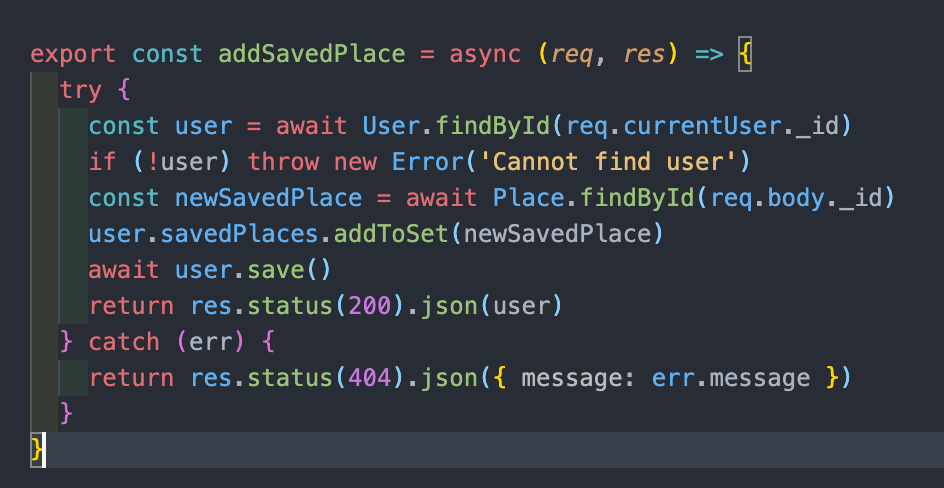 export const addSavedPlace = async (req, res) => {
  try {
    const user = await User.findById(req.currentUser._id)
    if (!user) throw new Error('Cannot find user')
    const newSavedPlace = await Place.findById(req.body._id)
    user.savedPlaces.addToSet(newSavedPlace)
    await user.save()
    return res.status(200).json(user)
  } catch (err) {
    return res.status(404).json({ message: err.message })
  }
}